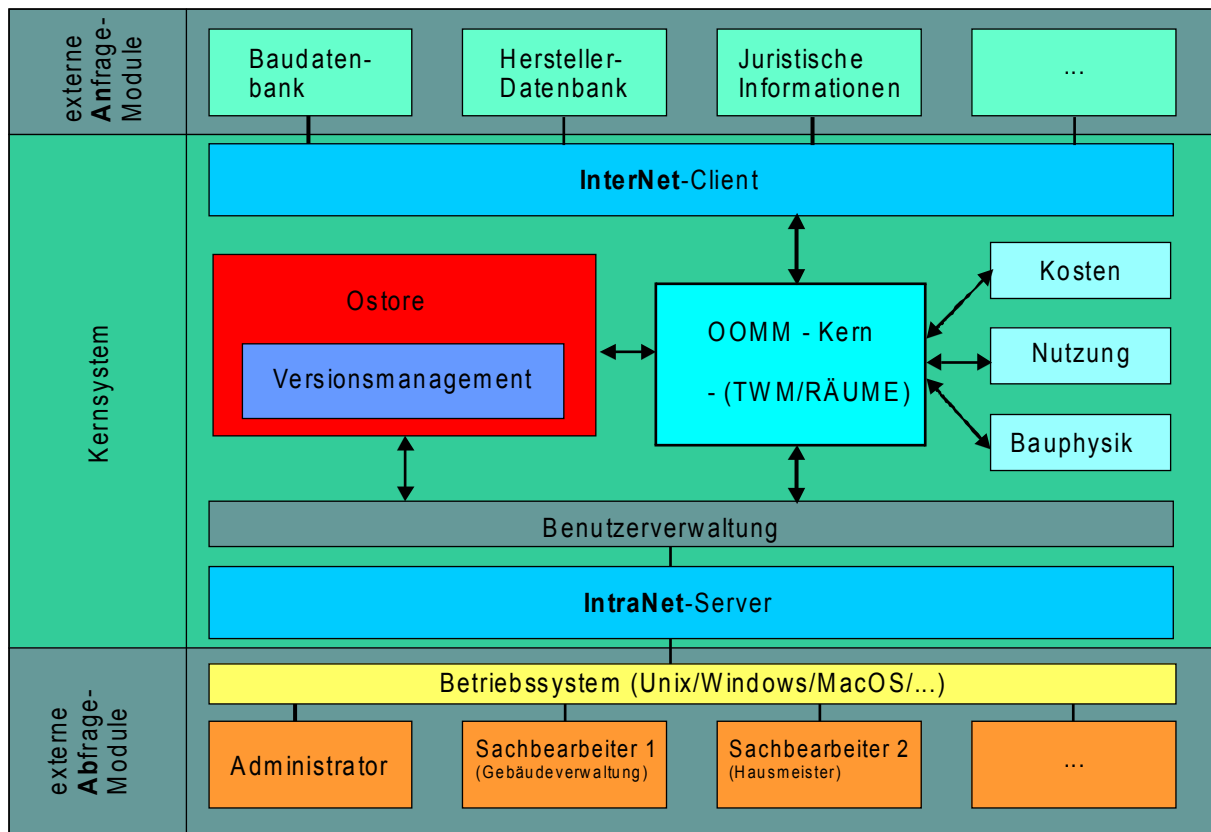 externe
Anfrage-
Module
Baudaten-
bank
Hersteller-
Datenbank
Juristische
Informationen
...
Kernsystem
InterNet-Client
Ostore
Versionsmanagement
OOMM - Kern
- (TWM/RÄUME)
Kosten
Nutzung
Bauphysik
Benutzerverwaltung
IntraNet-Server
externe
Abfrage-
Module
Betriebssystem (Unix/Windows/MacOS/...)
Administrator
Sachbearbeiter 1
(Gebäudeverwaltung)
Sachbearbeiter 2
(Hausmeister)
...